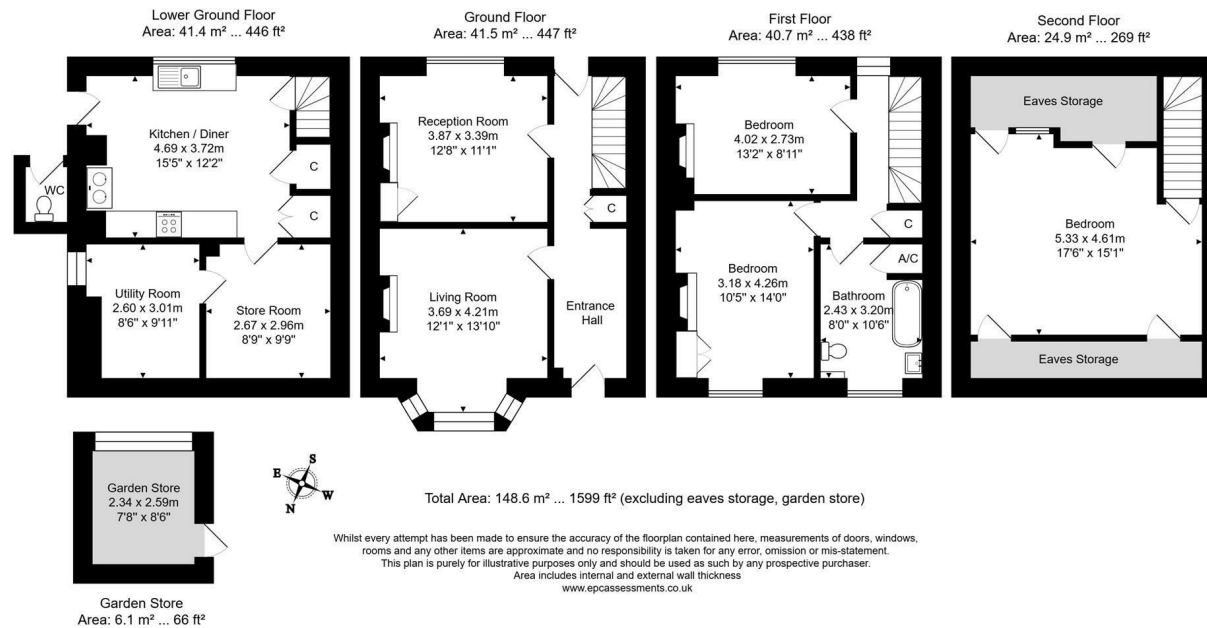 Lower Ground Floor
Area: 41.4 m² ... 446 ft²
Ground Floor
Area: 41.5 m² ... 447 ft²
First Floor
Area: 40.7 m² ... 438 ft²
Second Floor
Area: 24.9 m² ... 269 ft²
Kitchen / Diner
4.69 x 3.72m
15'5" x 12'2"
WC
C
C
Utility Room
2.60 x 3.01m
8'6" x 9'11"
Store Room
2.67 x 2.96m
8'9" x 9'9"
Reception Room
3.87 x 3.39m
12'8" x 11'1"
C
Living Room
3.69 x 4.21m
12'1" x 13'10"
Entrance
Hall
Bedroom
4.02 x 2.73m
13'2" x 8'11"
C
A/C
Bedroom
3.18 x 4.26m
10'5" x 14'0"
Bathroom
2.43 x 3.20m
8'0" x 10'6"
Eaves Storage
Bedroom
5.33 x 4.61m
17'6" x 15'1"
Eaves Storage
Garden Store
2.34 x 2.59m
7'8" x 8'6"
Garden Store
Area: 6.1 m² ... 66 ft²
S
E
W
N
Total Area: 148.6 m² ... 1599 ft² (excluding eaves storage, garden store)
Whilst every attempt has been made to ensure the accuracy of the floorplan contained here, measurements of doors, windows,
rooms and any other items are approximate and no responsibility is taken for any error, omission or mis-statement.
This plan is purely for illustrative purposes only and should be used as such by any prospective purchaser.
Area includes internal and external wall thickness
www.epcassessments.co.uk